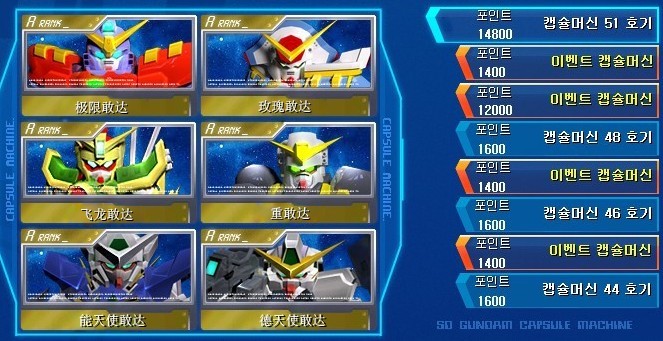 A RANK_
A RANK_
极限敢达
玫瑰敢达
A RANK_
A RANK_
飞龙敢达
重敢达
A RANK_
A RANK_
能天使敢达
德天使敢达
CAPSULE MACHINE
CAPSULE MACHINE
포인트
14800
캡슐머신 51 호기
포인트
1400
이벤트 캡슐머신
포인트
12000
이벤트 캡슐머신
포인트
1600
캡슐머신 48 호기
포인트
1400
이벤트 캡슐머신
포인트
1600
캡슐머신 46 호기
포인트
1400
이벤트 캡슐머신
포인트
1600
캡슐머신 44 호기
SD GUNDAM CAPSULE MACHINE